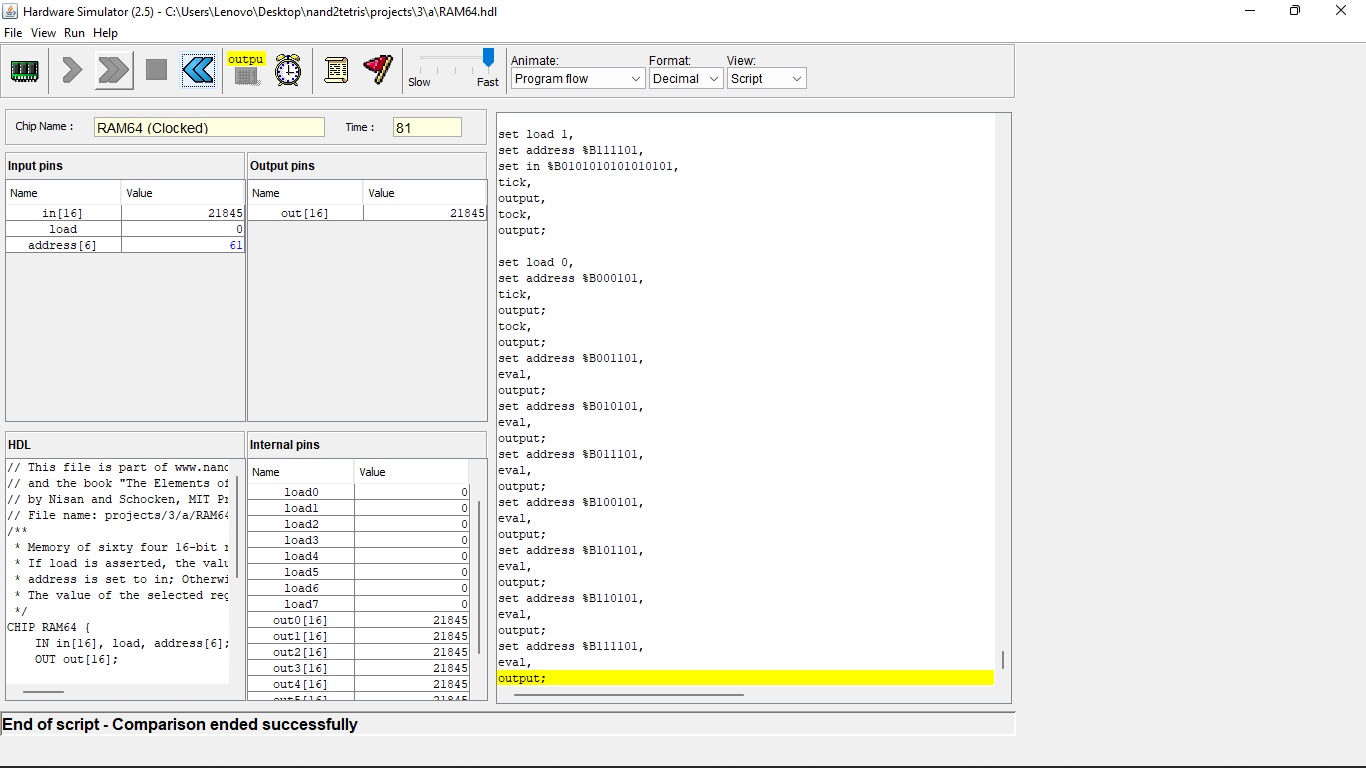 Hardware Simulator (2.5) - C:\Users\Lenovo\Desktop\nand2tetris\projects\3\a\RAM64.hdl
File View Run Help
outpu
Slow Fast
Animate:
Program flow
Format:
Decimal
View:
Script
Chip Name :
RAM64 (Clocked)
Time :
81
Input pins
Name Value
in[16] 21845
load 0
address[6] 61
Output pins
Name Value
out[16] 21845
HDL
// This file is part of www.nand
// and the book "The Elements of
// by Nisan and Schocken, MIT Pr
// File name: projects/3/a/RAM64
/**
* Memory of sixty four 16-bit r
* If load is asserted, the valu
* address is set to in; Otherwi
* The value of the selected reg
*/
CHIP RAM64 {
IN in[16], load, address[6];
OUT out[16];
Internal pins
Name Value
load0 0
load1 0
load2 0
load3 0
load4 0
load5 0
load6 0
load7 0
out0[16] 21845
out1[16] 21845
out2[16] 21845
out3[16] 21845
out4[16] 21845
out5[16] 21845
set load 1,
set address %B111101,
set in %B0101010101010101,
tick,
output,
tock,
output;
set load 0,
set address %B000101,
tick,
output;
tock,
output;
set address %B001101,
eval,
output;
set address %B010101,
eval,
output;
set address %B011101,
eval,
output;
set address %B100101,
eval,
output;
set address %B101101,
eval,
output;
set address %B110101,
eval,
output;
set address %B111101,
eval,
output;
End of script - Comparison ended successfully